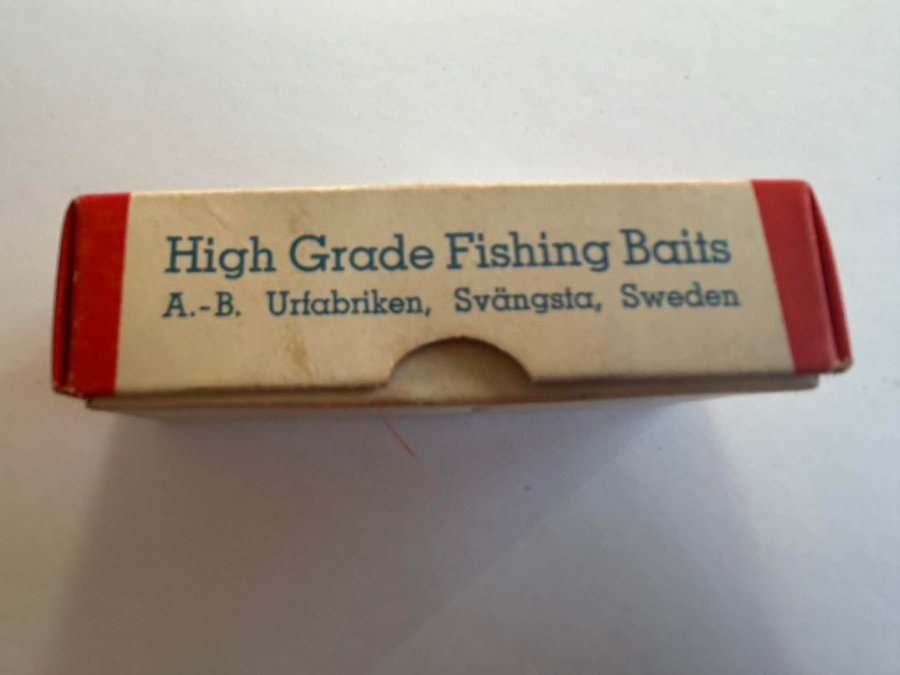 High Grade Fishing Baits
A.-B. Urfabriken, Svängsta, Sweden